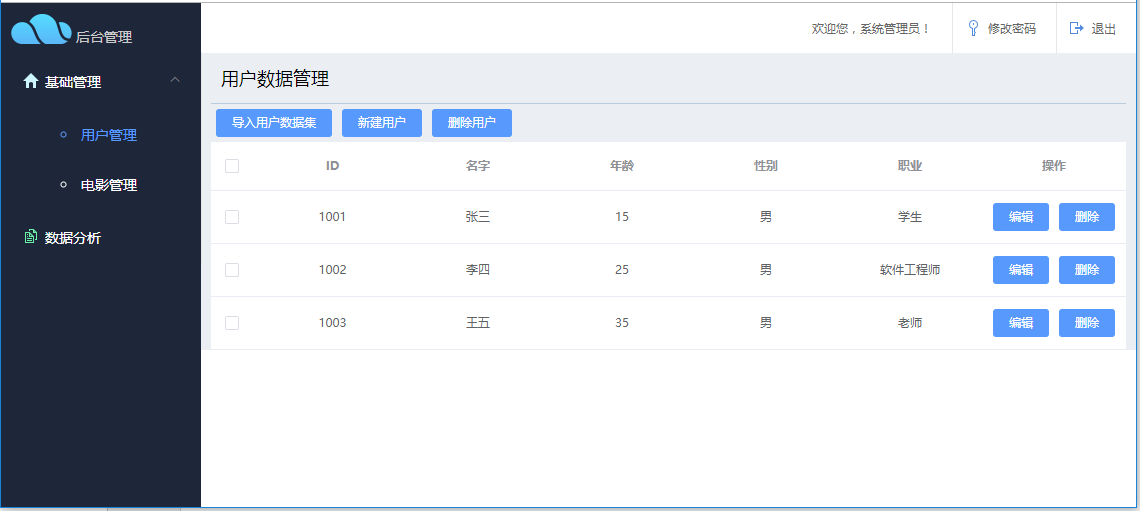 后台管理
欢迎您，系统管理员！ 修改密码 退出
基础管理
用户管理
电影管理
数据分析
用户数据管理
导入用户数据集 新建用户 删除用户
ID 名字 年龄 性别 职业 操作
1001 张三 15 男 学生 编辑 删除
1002 李四 25 男 软件工程师 编辑 删除
1003 王五 35 男 老师 编辑 删除